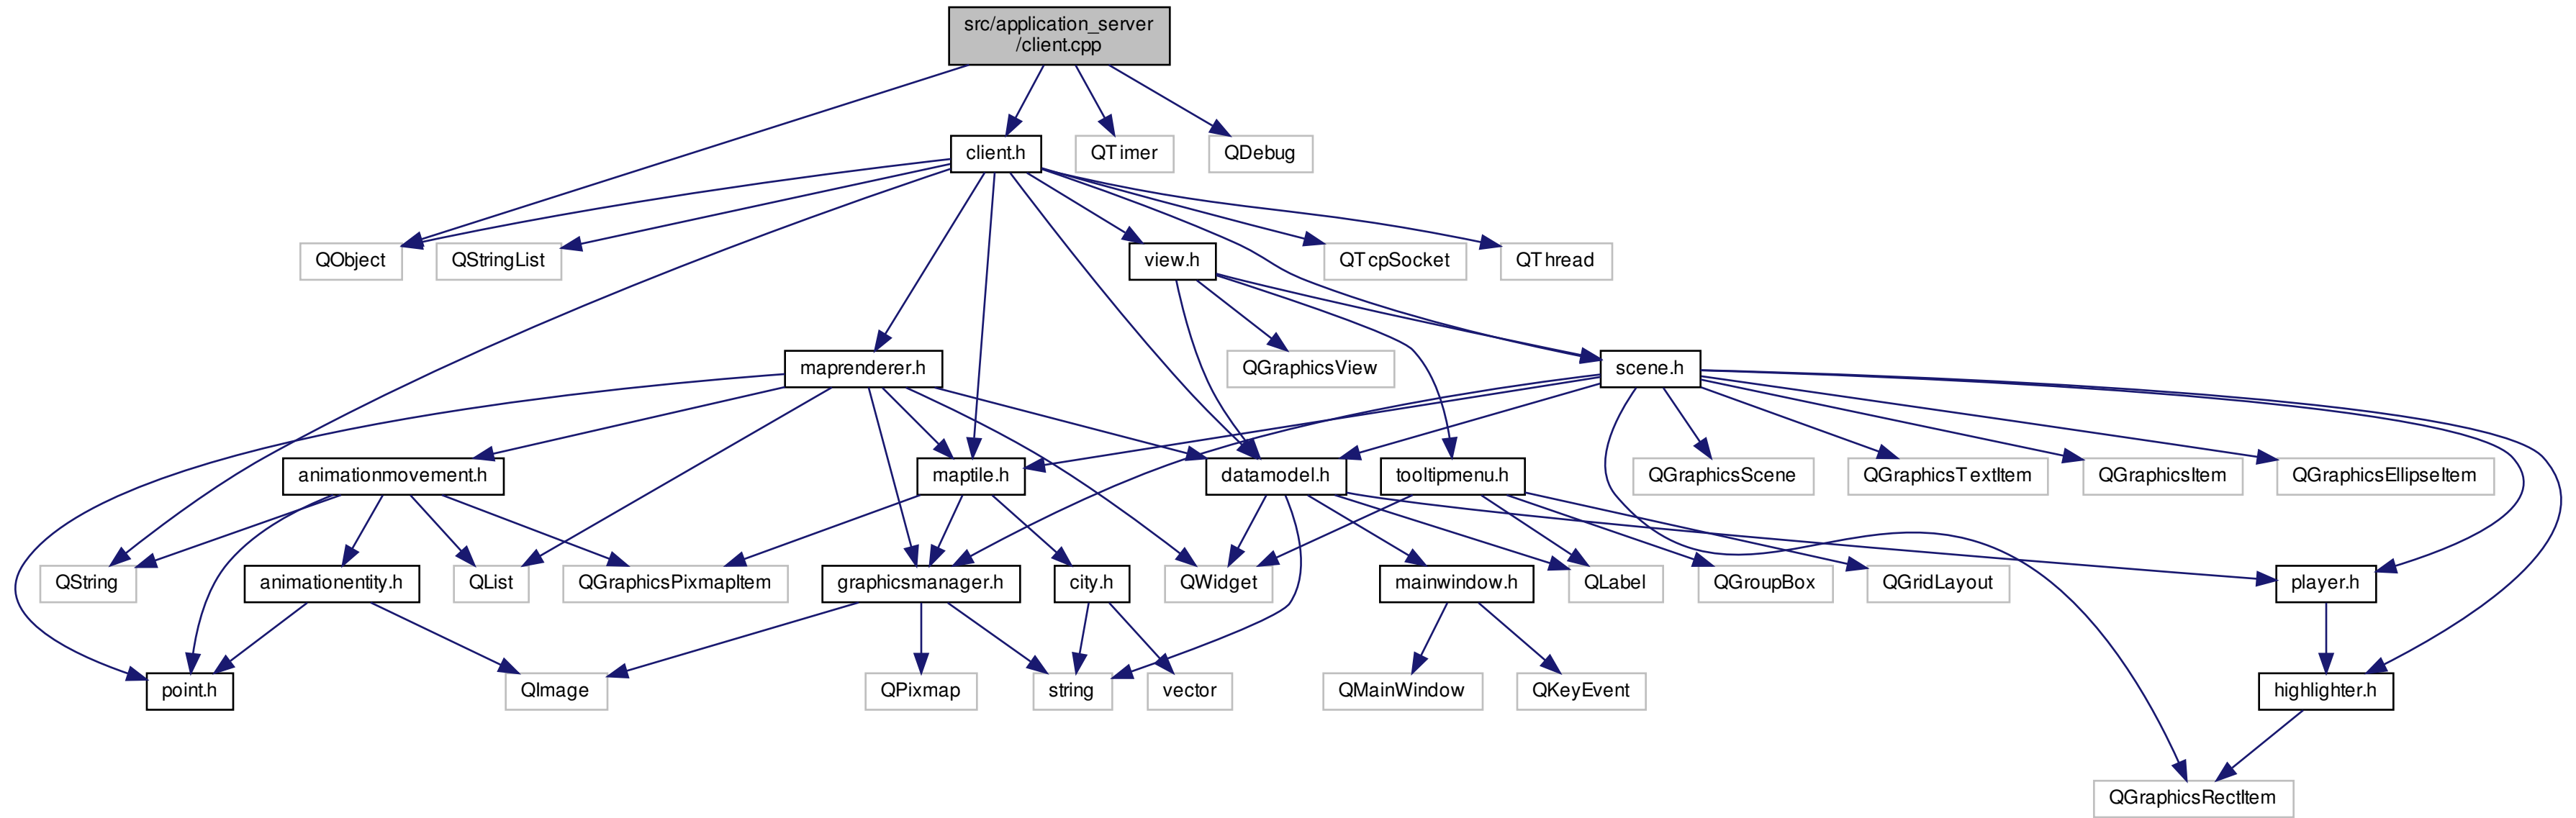 src/application_server
/client.cpp
client.h
QTimer
QDebug
QObject
QStringList
view.h
QTcpSocket
QThread
maprenderer.h
QGraphicsView
scene.h
animationmovement.h
maptile.h
datamodel.h
tooltipmenu.h
QGraphicsScene
QGraphicsTextItem
QGraphicsItem
QGraphicsEllipseItem
QString
animationentity.h
QList
QGraphicsPixmapItem
graphicsmanager.h
city.h
QWidget
mainwindow.h
QLabel
QGroupBox
QGridLayout
player.h
point.h
QImage
QPixmap
string
vector
QMainWindow
QKeyEvent
highlighter.h
QGraphicsRectItem